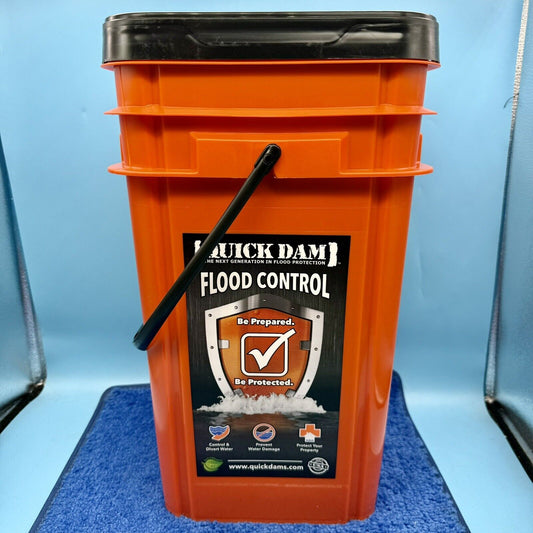 QUICK DAM
THE NEXT GENERATION IN FLOOD PROTECTION
FLOOD CONTROL
Be Prepared.
Be Protected.
Control &
Divert Water
Prevent
Water Damage
Protect Your
Property
www.quickdams.com